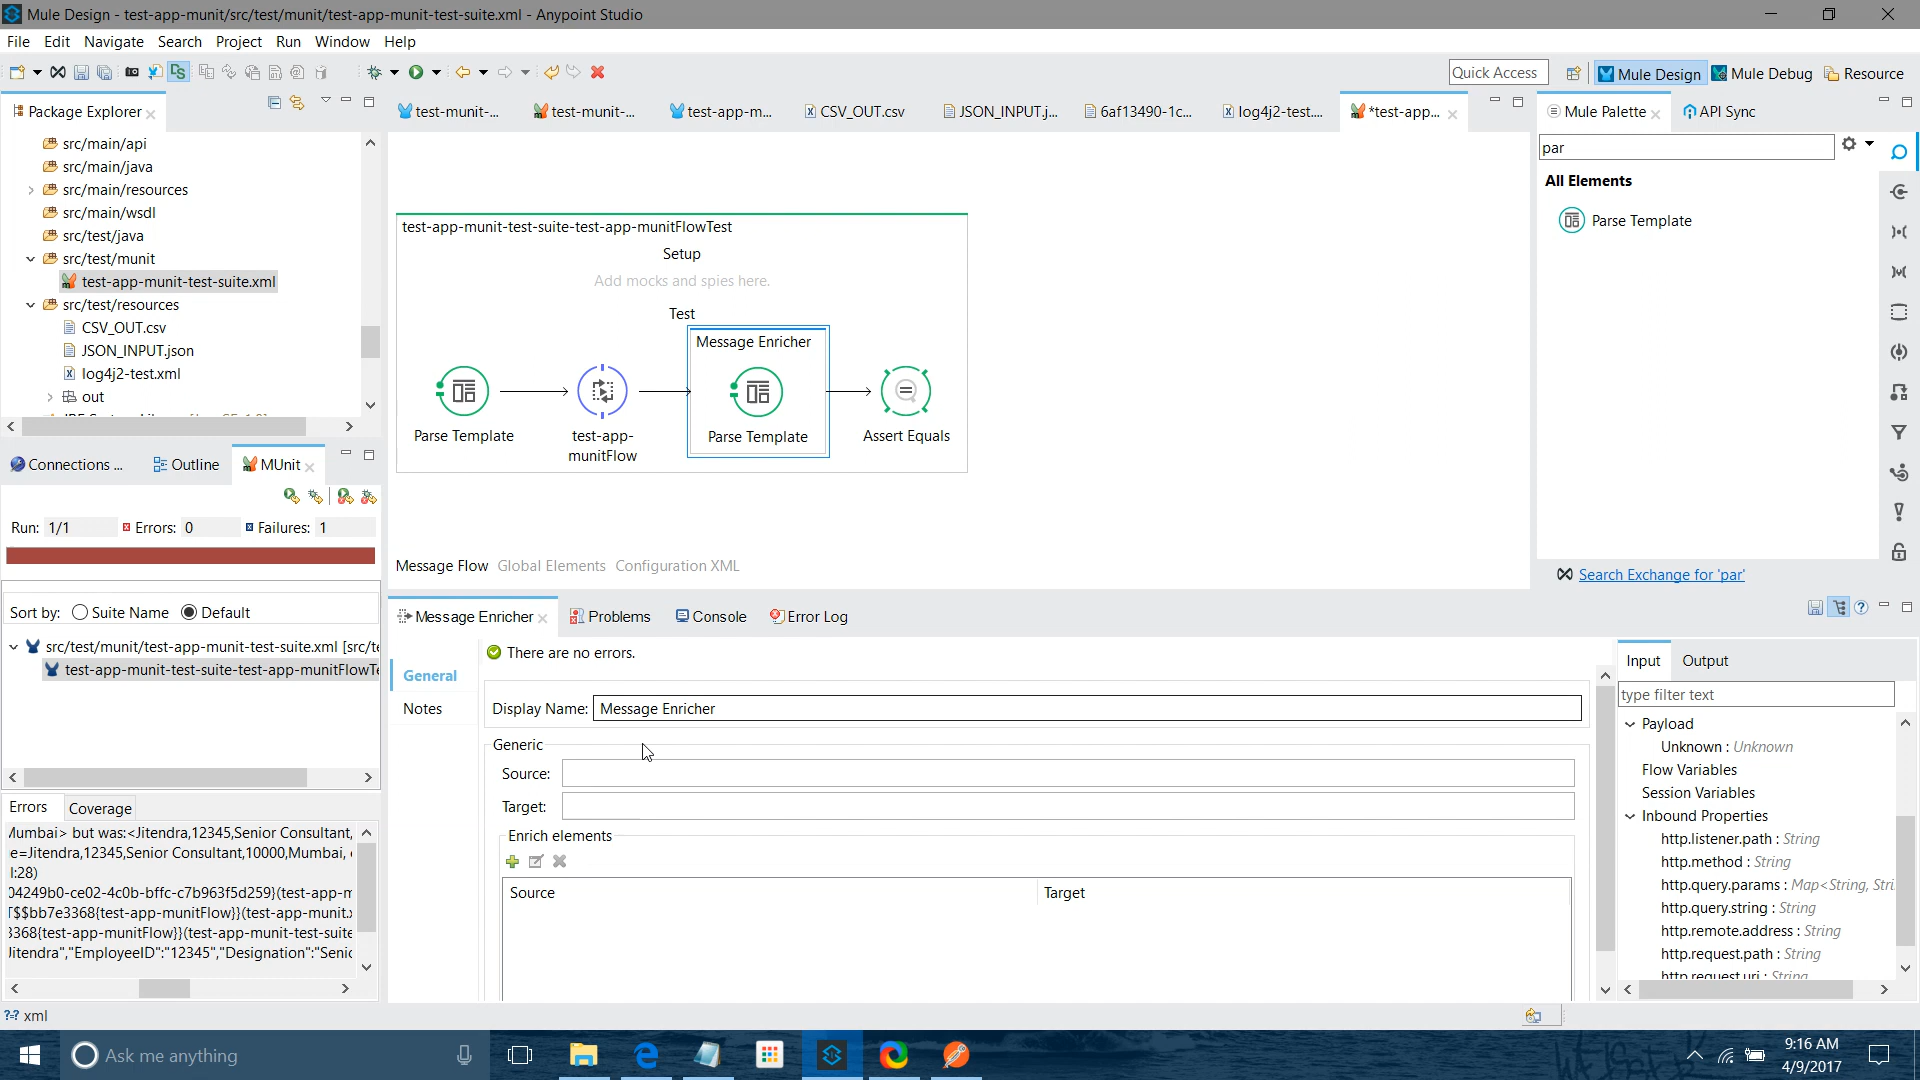 Mule Design - test-app-munit/src/test/munit/test-app-munit-test-suite.xml - Anypoint Studio
File Edit Navigate Search Project Run Window Help
Quick Access Mule Design Mule Debug Resource
Package Explorer
src/main/api
src/main/java
src/main/resources
src/main/wsdl
src/test/java
src/test/munit
test-app-munit-test-suite.xml
src/test/resources
CSV_OUT.csv
JSON_INPUT.json
log4j2-test.xml
out
test-munit-... test-munit-... test-app-m... CSV_OUT.csv JSON_INPUT.j... 6af13490-1c... log4j2-test.... *test-app...
test-app-munit-test-suite-test-app-munitFlowTest
Setup
Add mocks and spies here.
Test
Message Enricher
Parse Template
test-app-
munitFlow
Parse Template
Assert Equals
Message Flow Global Elements Configuration XML
Mule Palette API Sync
par
All Elements
Parse Template
Search Exchange for 'par'
Connections ... Outline MUnit
Run: 1/1 Errors: 0 Failures: 1
Sort by: Suite Name Default
src/test/munit/test-app-munit-test-suite.xml [src/te
test-app-munit-test-suite-test-app-munitFlowTe
Errors Coverage
Mumbai> but was:<Jitendra,12345,Senior Consultant,
e=Jitendra,12345,Senior Consultant,10000,Mumbai,
l:28)
04249b0-ce02-4c0b-bffc-c7b963f5d259}(test-app-m
$$bb7e3368{test-app-munitFlow}}(test-app-munit.
3368{test-app-munitFlow}}(test-app-munit-test-suite
Jitendra","EmployeeID":"12345","Designation":"Senic
Message Enricher Problems Console Error Log
There are no errors.
General
Notes
Display Name: Message Enricher
Generic
Source:
Target:
Enrich elements
Source Target
Input Output
type filter text
Payload
Unknown : Unknown
Flow Variables
Session Variables
Inbound Properties
http.listener.path : String
http.method : String
http.query.params : Map<String, Stri
http.query.string : String
http.remote.address : String
http.request.path : String
http.request.uri : String
xml
Ask me anything
9:16 AM
4/9/2017